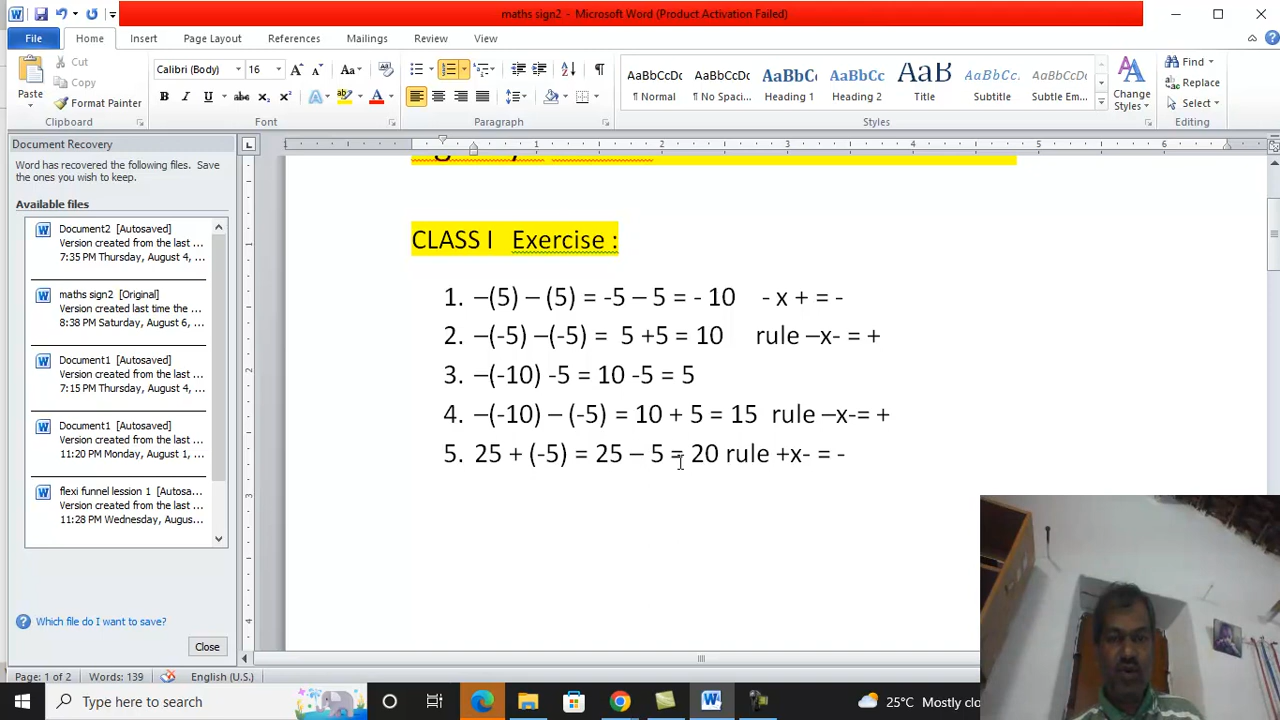 maths sign2 - Microsoft Word (Product Activation Failed)
File Home Insert Page Layout References Mailings Review View
Paste
Cut
Copy
Format Painter
Clipboard
Calibri (Body) 16
Font
Paragraph
AaBbCcDc AaBbCcDc AaBbCc AaBbCc AaB AaBbCc AaBbCcDc
¶ Normal ¶ No Spaci... Heading 1 Heading 2 Title Subtitle Subtle Em...
Change Styles
Styles
Find
Replace
Select
Editing
Document Recovery
Word has recovered the following files. Save
the ones you wish to keep.
Available files
Document2 [Autosaved]
Version created from the last ...
7:35 PM Thursday, August 4, ...
maths sign2 [Original]
Version created last time the ...
8:38 PM Saturday, August 6, ...
Document1 [Autosaved]
Version created from the last ...
7:15 PM Thursday, August 4, ...
Document1 [Autosaved]
Version created from the last ...
11:20 PM Monday, August 1, ...
flexi funnel lession 1 [Autosa...
Version created from the last ...
11:28 PM Wednesday, Augus...
Which file do I want to save?
Close
CLASS I Exercise :
1. –(5) – (5) = -5 – 5 = - 10 - x + = -
2. –(-5) –(-5) = 5 +5 = 10 rule –x- = +
3. –(-10) -5 = 10 -5 = 5
4. –(-10) – (-5) = 10 + 5 = 15 rule –x-= +
5. 25 + (-5) = 25 – 5 = 20 rule +x- = -
Page: 1 of 2 Words: 139 English (U.S.)
Type here to search
25°C Mostly clo